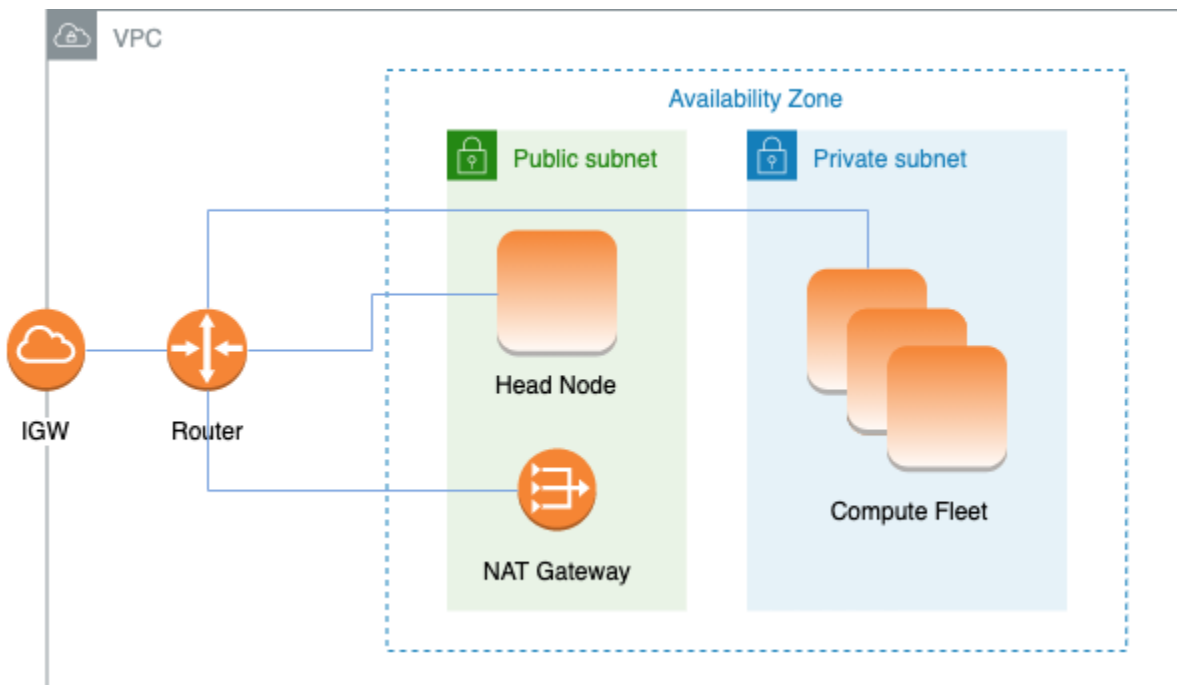 VPC
Availability Zone
Public subnet
Private subnet
Head Node
IGW
Router
Compute Fleet
NAT Gateway